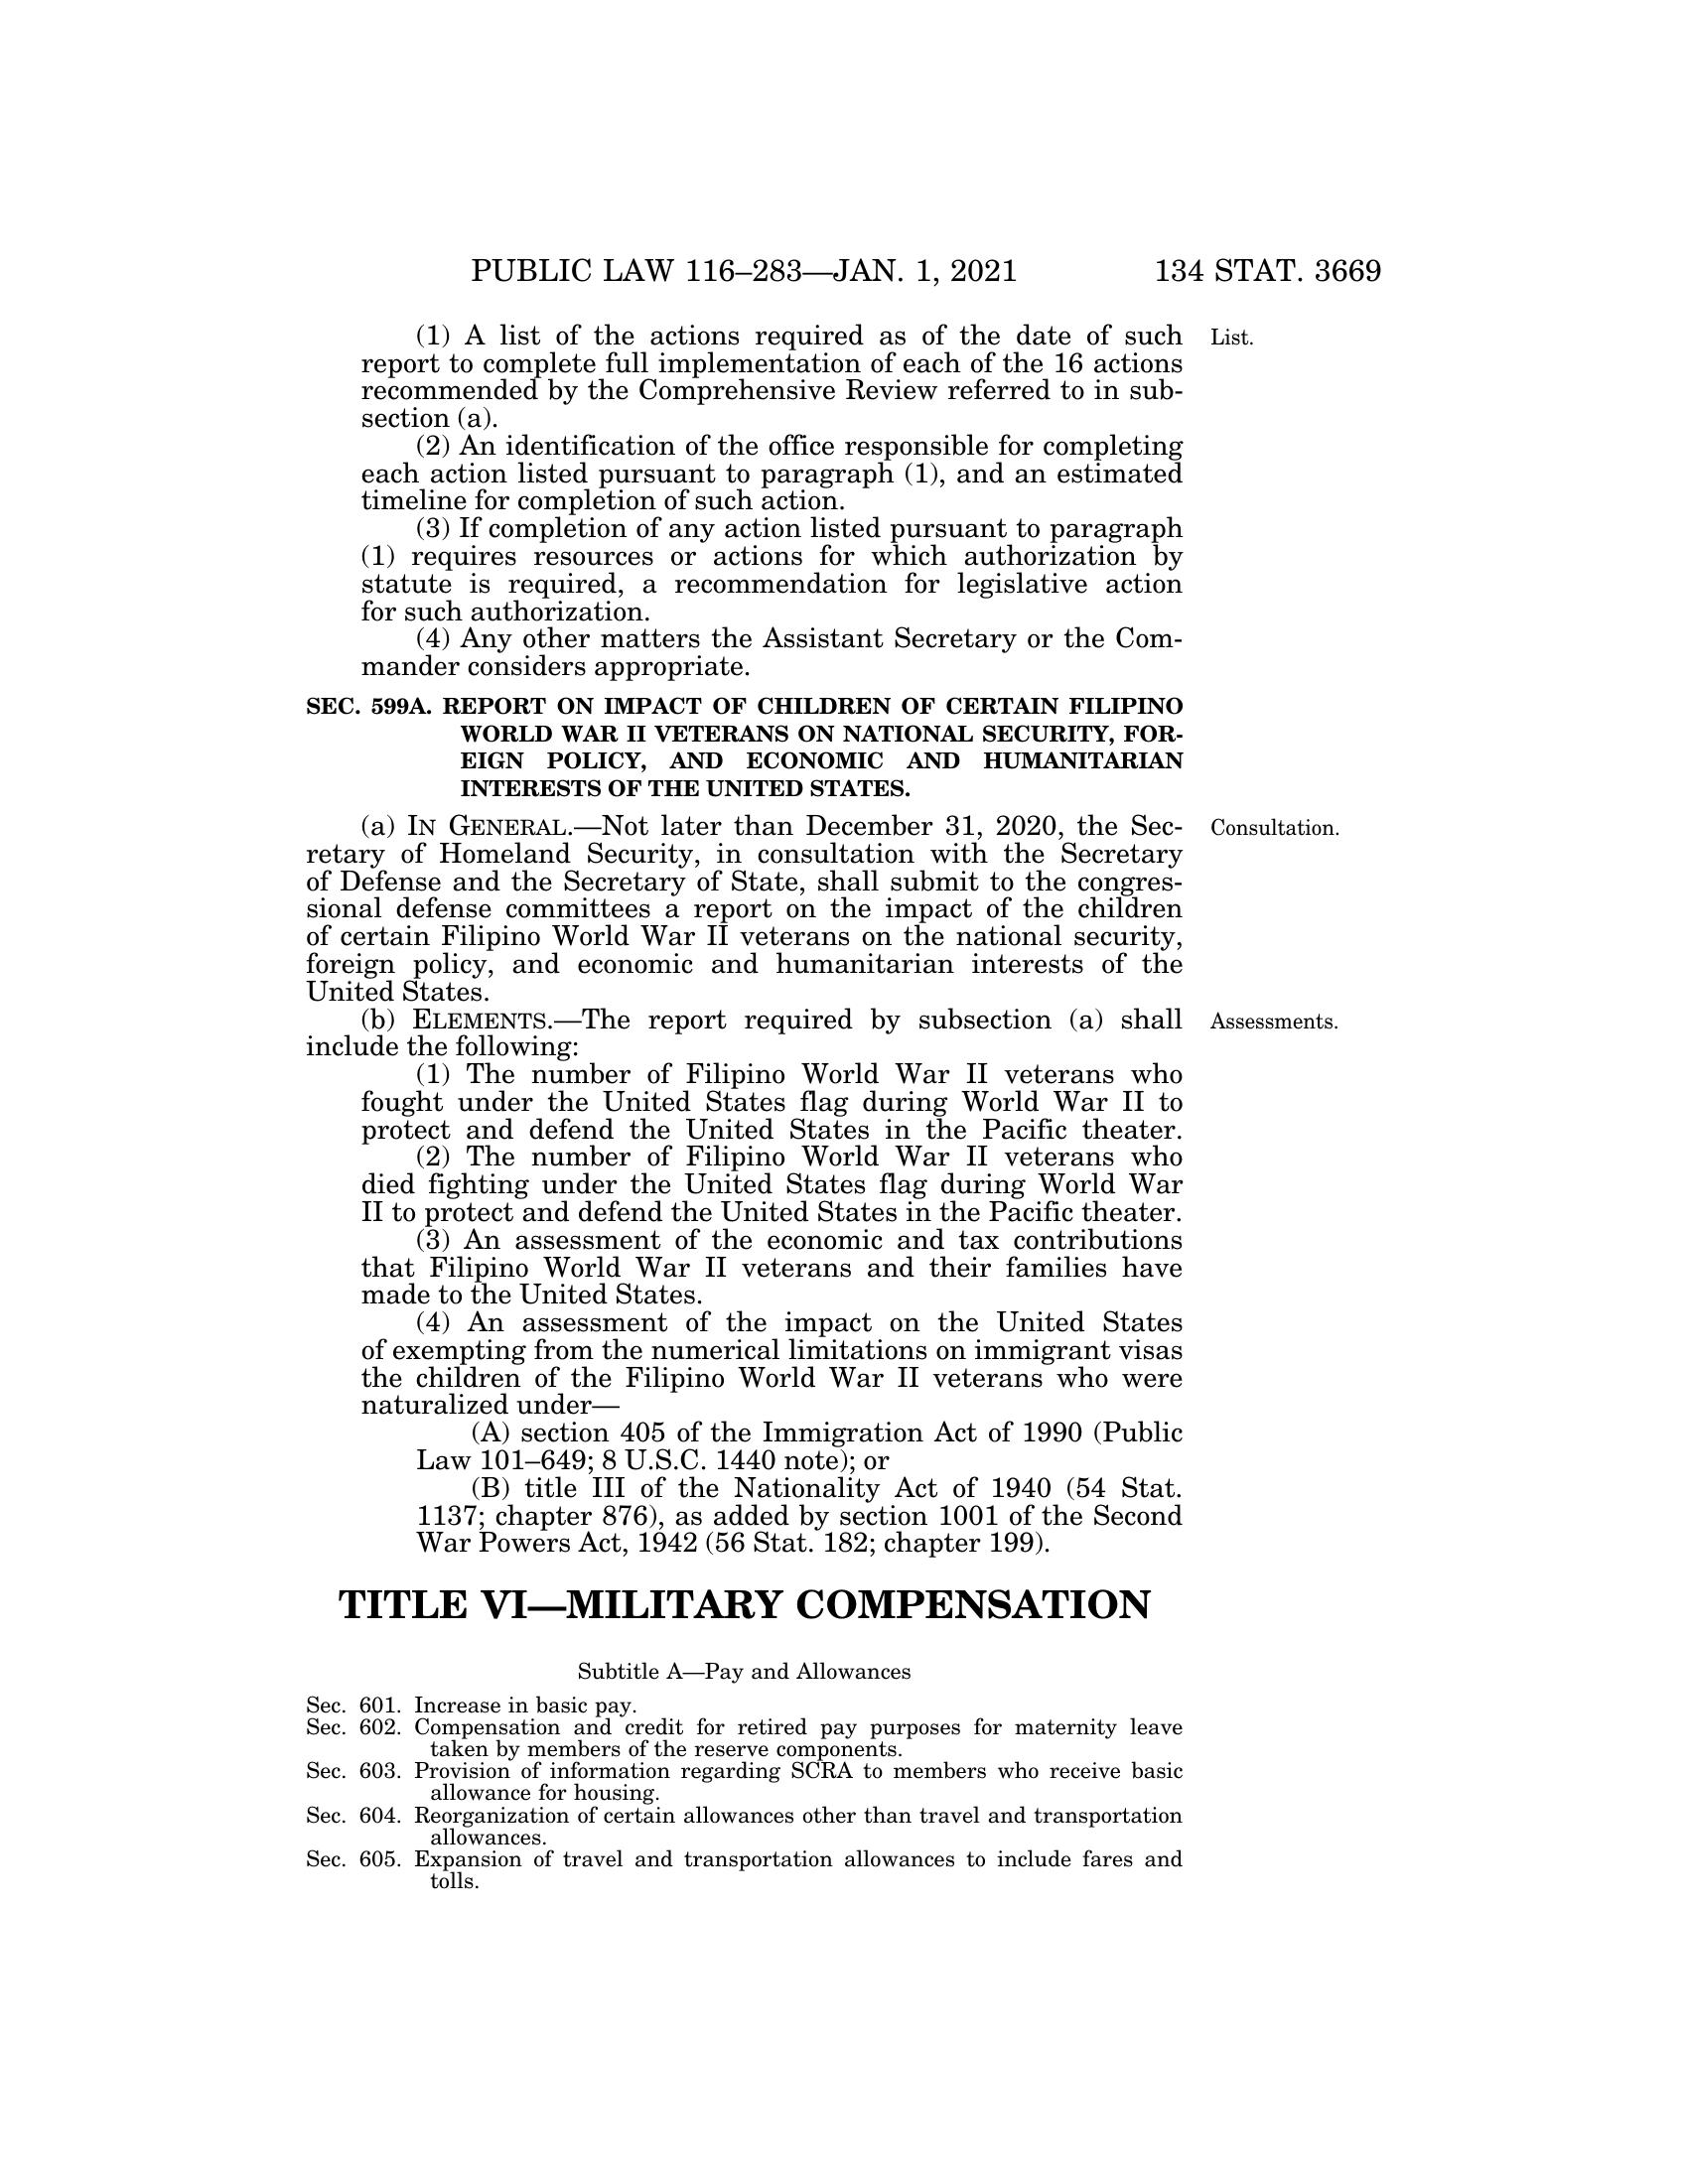 PUBLIC LAW 116–283—JAN. 1, 2021 134 STAT. 3669
(1) A list of the actions required as of the date of such List.
report to complete full implementation of each of the 16 actions
recommended by the Comprehensive Review referred to in sub-
section (a).
(2) An identification of the office responsible for completing
each action listed pursuant to paragraph (1), and an estimated
timeline for completion of such action.
(3) If completion of any action listed pursuant to paragraph
(1) requires resources or actions for which authorization by
statute is required, a recommendation for legislative action
for such authorization.
(4) Any other matters the Assistant Secretary or the Com-
mander considers appropriate.
SEC. 599A. REPORT ON IMPACT OF CHILDREN OF CERTAIN FILIPINO
WORLD WAR II VETERANS ON NATIONAL SECURITY, FOR-
EIGN POLICY, AND ECONOMIC AND HUMANITARIAN
INTERESTS OF THE UNITED STATES.
(a) IN GENERAL.—Not later than December 31, 2020, the Sec- Consultation.
retary of Homeland Security, in consultation with the Secretary
of Defense and the Secretary of State, shall submit to the congres-
sional defense committees a report on the impact of the children
of certain Filipino World War II veterans on the national security,
foreign policy, and economic and humanitarian interests of the
United States.
(b) ELEMENTS.—The report required by subsection (a) shall Assessments.
include the following:
(1) The number of Filipino World War II veterans who
fought under the United States flag during World War II to
protect and defend the United States in the Pacific theater.
(2) The number of Filipino World War II veterans who
died fighting under the United States flag during World War
II to protect and defend the United States in the Pacific theater.
(3) An assessment of the economic and tax contributions
that Filipino World War II veterans and their families have
made to the United States.
(4) An assessment of the impact on the United States
of exempting from the numerical limitations on immigrant visas
the children of the Filipino World War II veterans who were
naturalized under—
(A) section 405 of the Immigration Act of 1990 (Public
Law 101–649; 8 U.S.C. 1440 note); or
(B) title III of the Nationality Act of 1940 (54 Stat.
1137; chapter 876), as added by section 1001 of the Second
War Powers Act, 1942 (56 Stat. 182; chapter 199).
TITLE VI—MILITARY COMPENSATION
Subtitle A—Pay and Allowances
Sec. 601. Increase in basic pay.
Sec. 602. Compensation and credit for retired pay purposes for maternity leave
taken by members of the reserve components.
Sec. 603. Provision of information regarding SCRA to members who receive basic
allowance for housing.
Sec. 604. Reorganization of certain allowances other than travel and transportation
allowances.
Sec. 605. Expansion of travel and transportation allowances to include fares and
tolls.